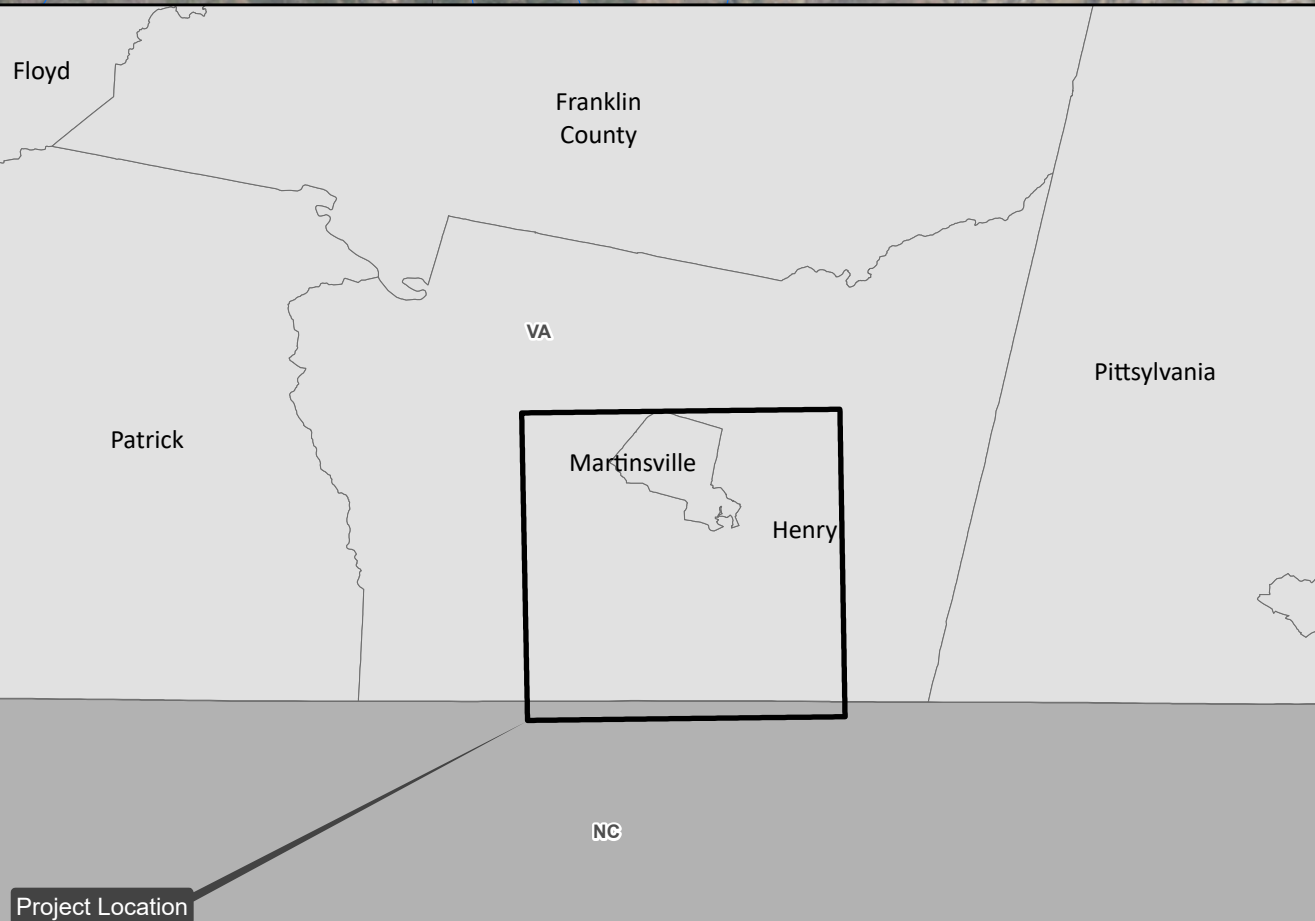 Floyd
Franklin
County
VA
Pittsylvania
Patrick
Martinsville
Henry
NC
Project Location